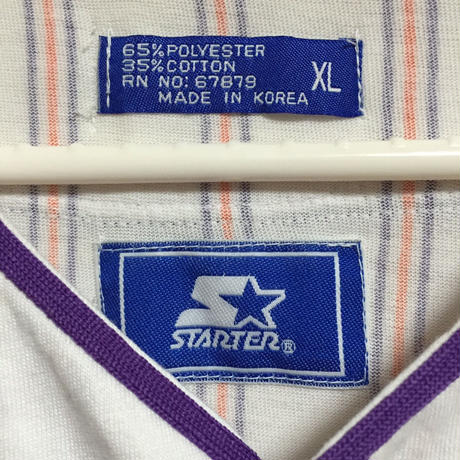 65% POLYESTER
35% COTTON
RN NO: 67879
MADE IN KOREA
XL
STARTER®